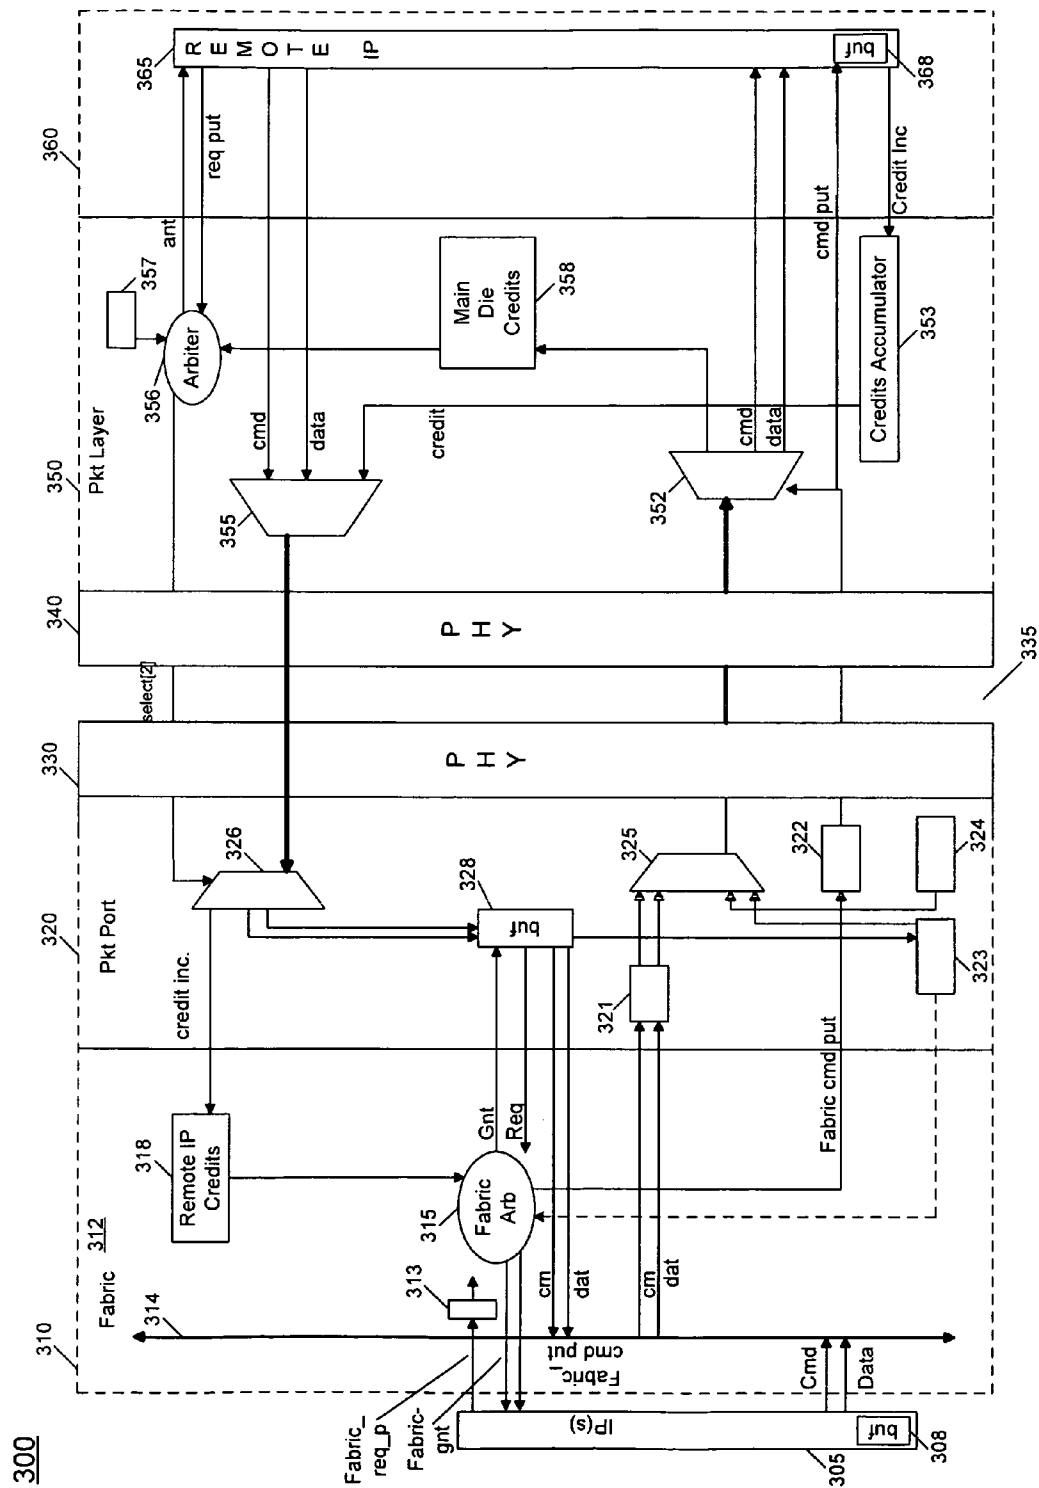 300
310
320
330
340
350
360
Fabric 312
Pkt Port
Pkt Layer
314
318
Remote IP
Credits
credit inc.
326
select[2]
355
356
Arbiter
357
ant
req put
365
REMOTE IP
cmd
data
credit
Main
Die
Credits
358
PHY
PHY
335
313
315
Fabric
Arb
Gnt
Req
328
buf
cm
dat
cm
dat
321
325
322
324
323
Fabric cmd put
352
cmd
data
cmd put
Credits Accumulator
353
Credit Inc
buf
368
Fabric_
req_p
Fabric-
gnt
Fabric_
cmd put
IP(s)
Cmd
Data
305
buf
308